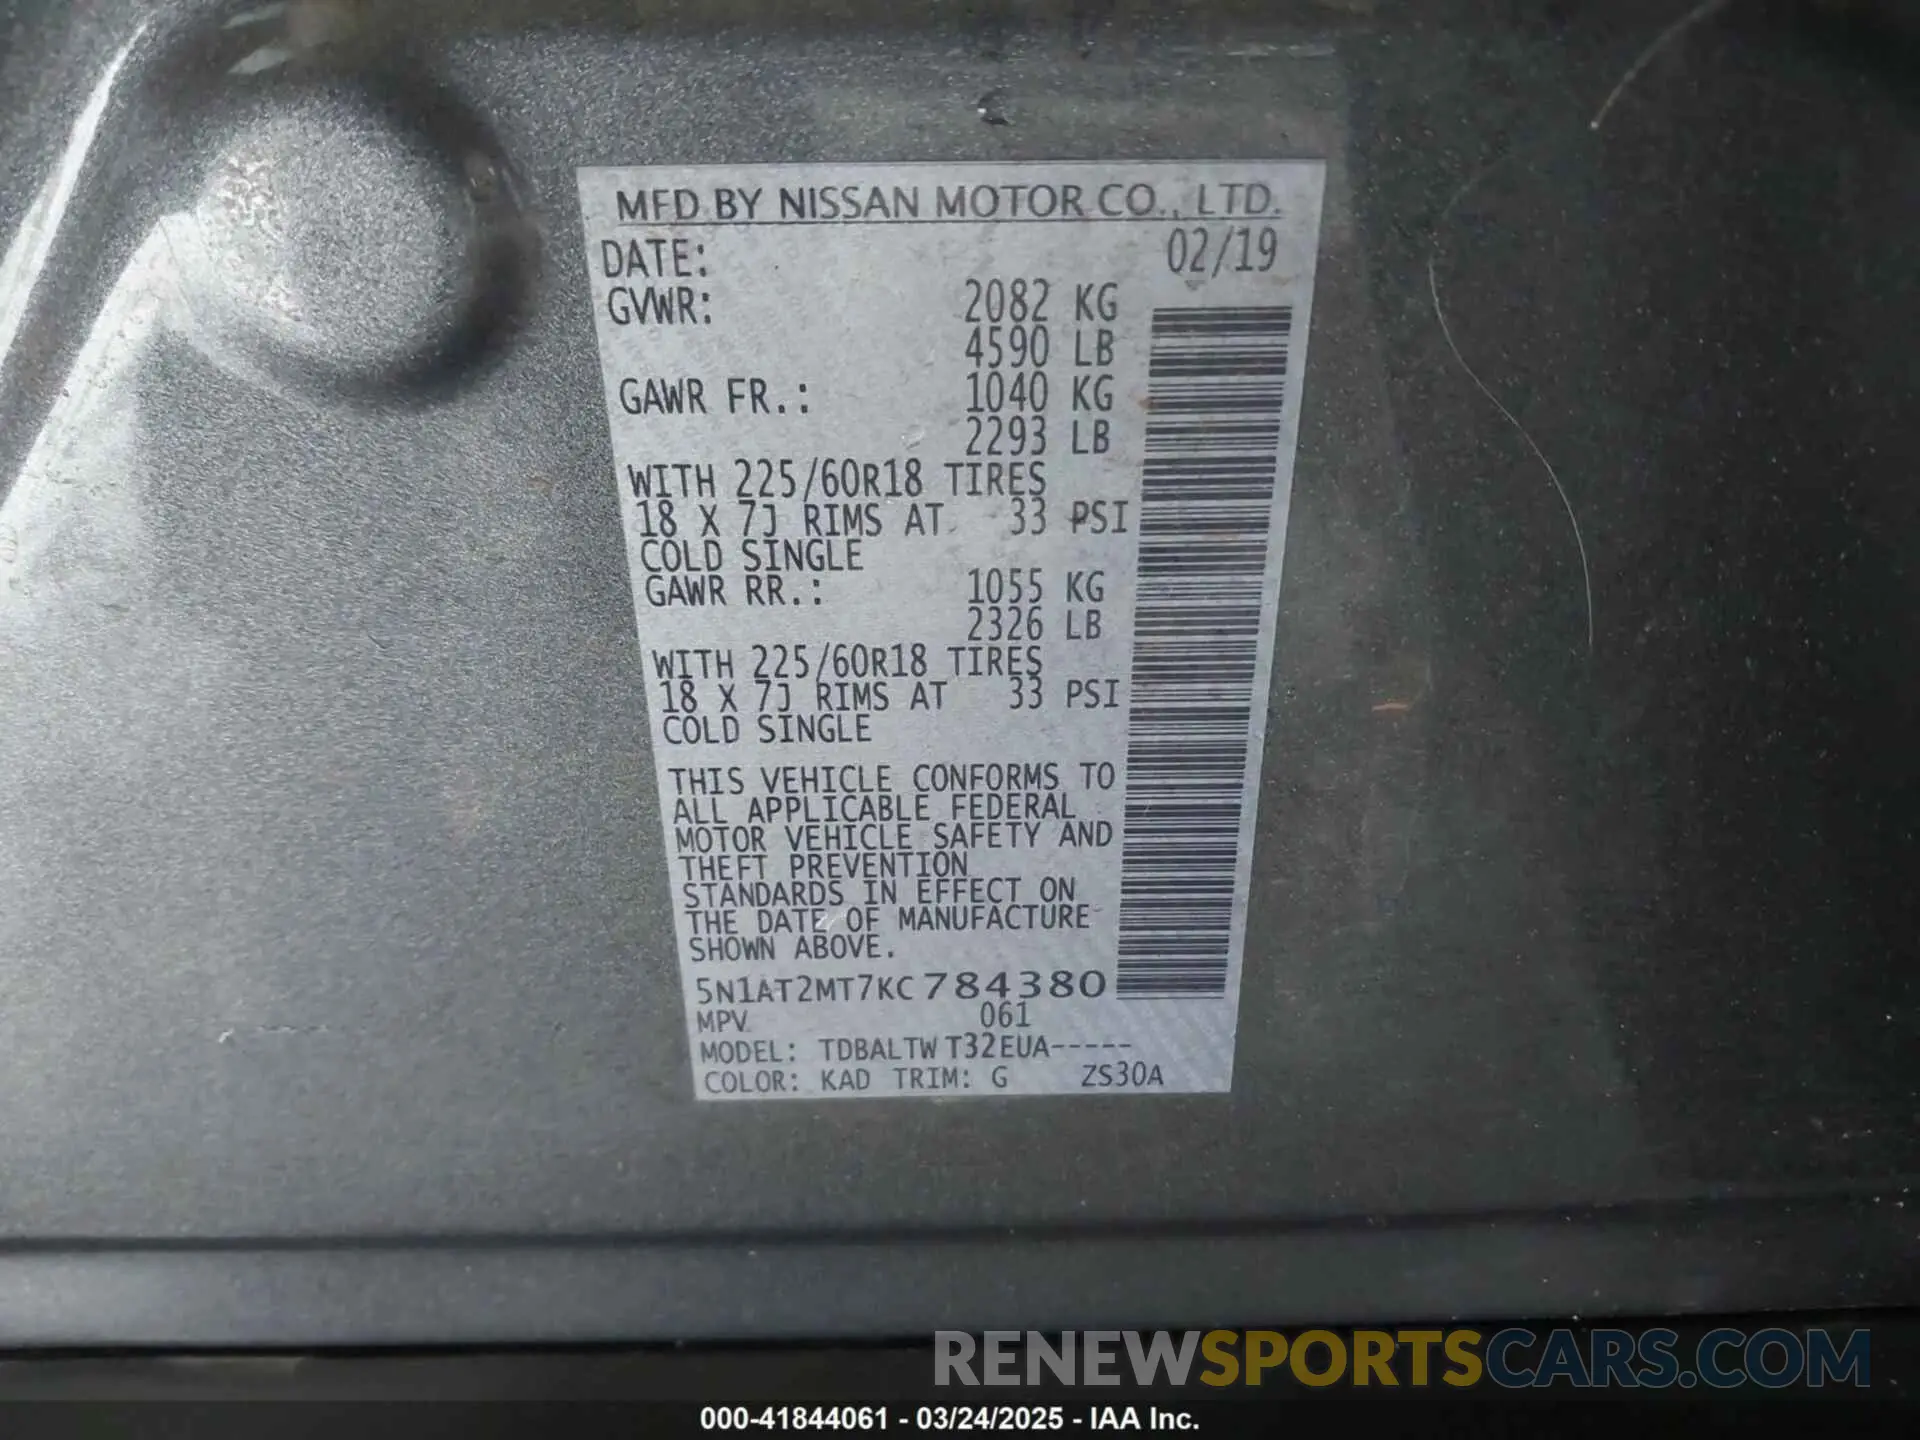 MFD BY NISSAN MOTOR CO., LTD.
DATE: 02/19
GVWR: 2082 KG
4590 LB
GAWR FR.: 1040 KG
2293 LB
WITH 225/60R18 TIRES
18 X 7J RIMS AT 33 PSI
COLD SINGLE
GAWR RR.: 1055 KG
2326 LB
WITH 225/60R18 TIRES
18 X 7J RIMS AT 33 PSI
COLD SINGLE
THIS VEHICLE CONFORMS TO
ALL APPLICABLE FEDERAL
MOTOR VEHICLE SAFETY AND
THEFT PREVENTION
STANDARDS IN EFFECT ON
THE DATE OF MANUFACTURE
SHOWN ABOVE.
5N1AT2MT7KC784380
MPV 061
MODEL: TDBALTW T32EUA-----
COLOR: KAD TRIM: G ZS30A
RENEWSPORTSCARS.COM
000-41844061 - 03/24/2025 - IAA Inc.